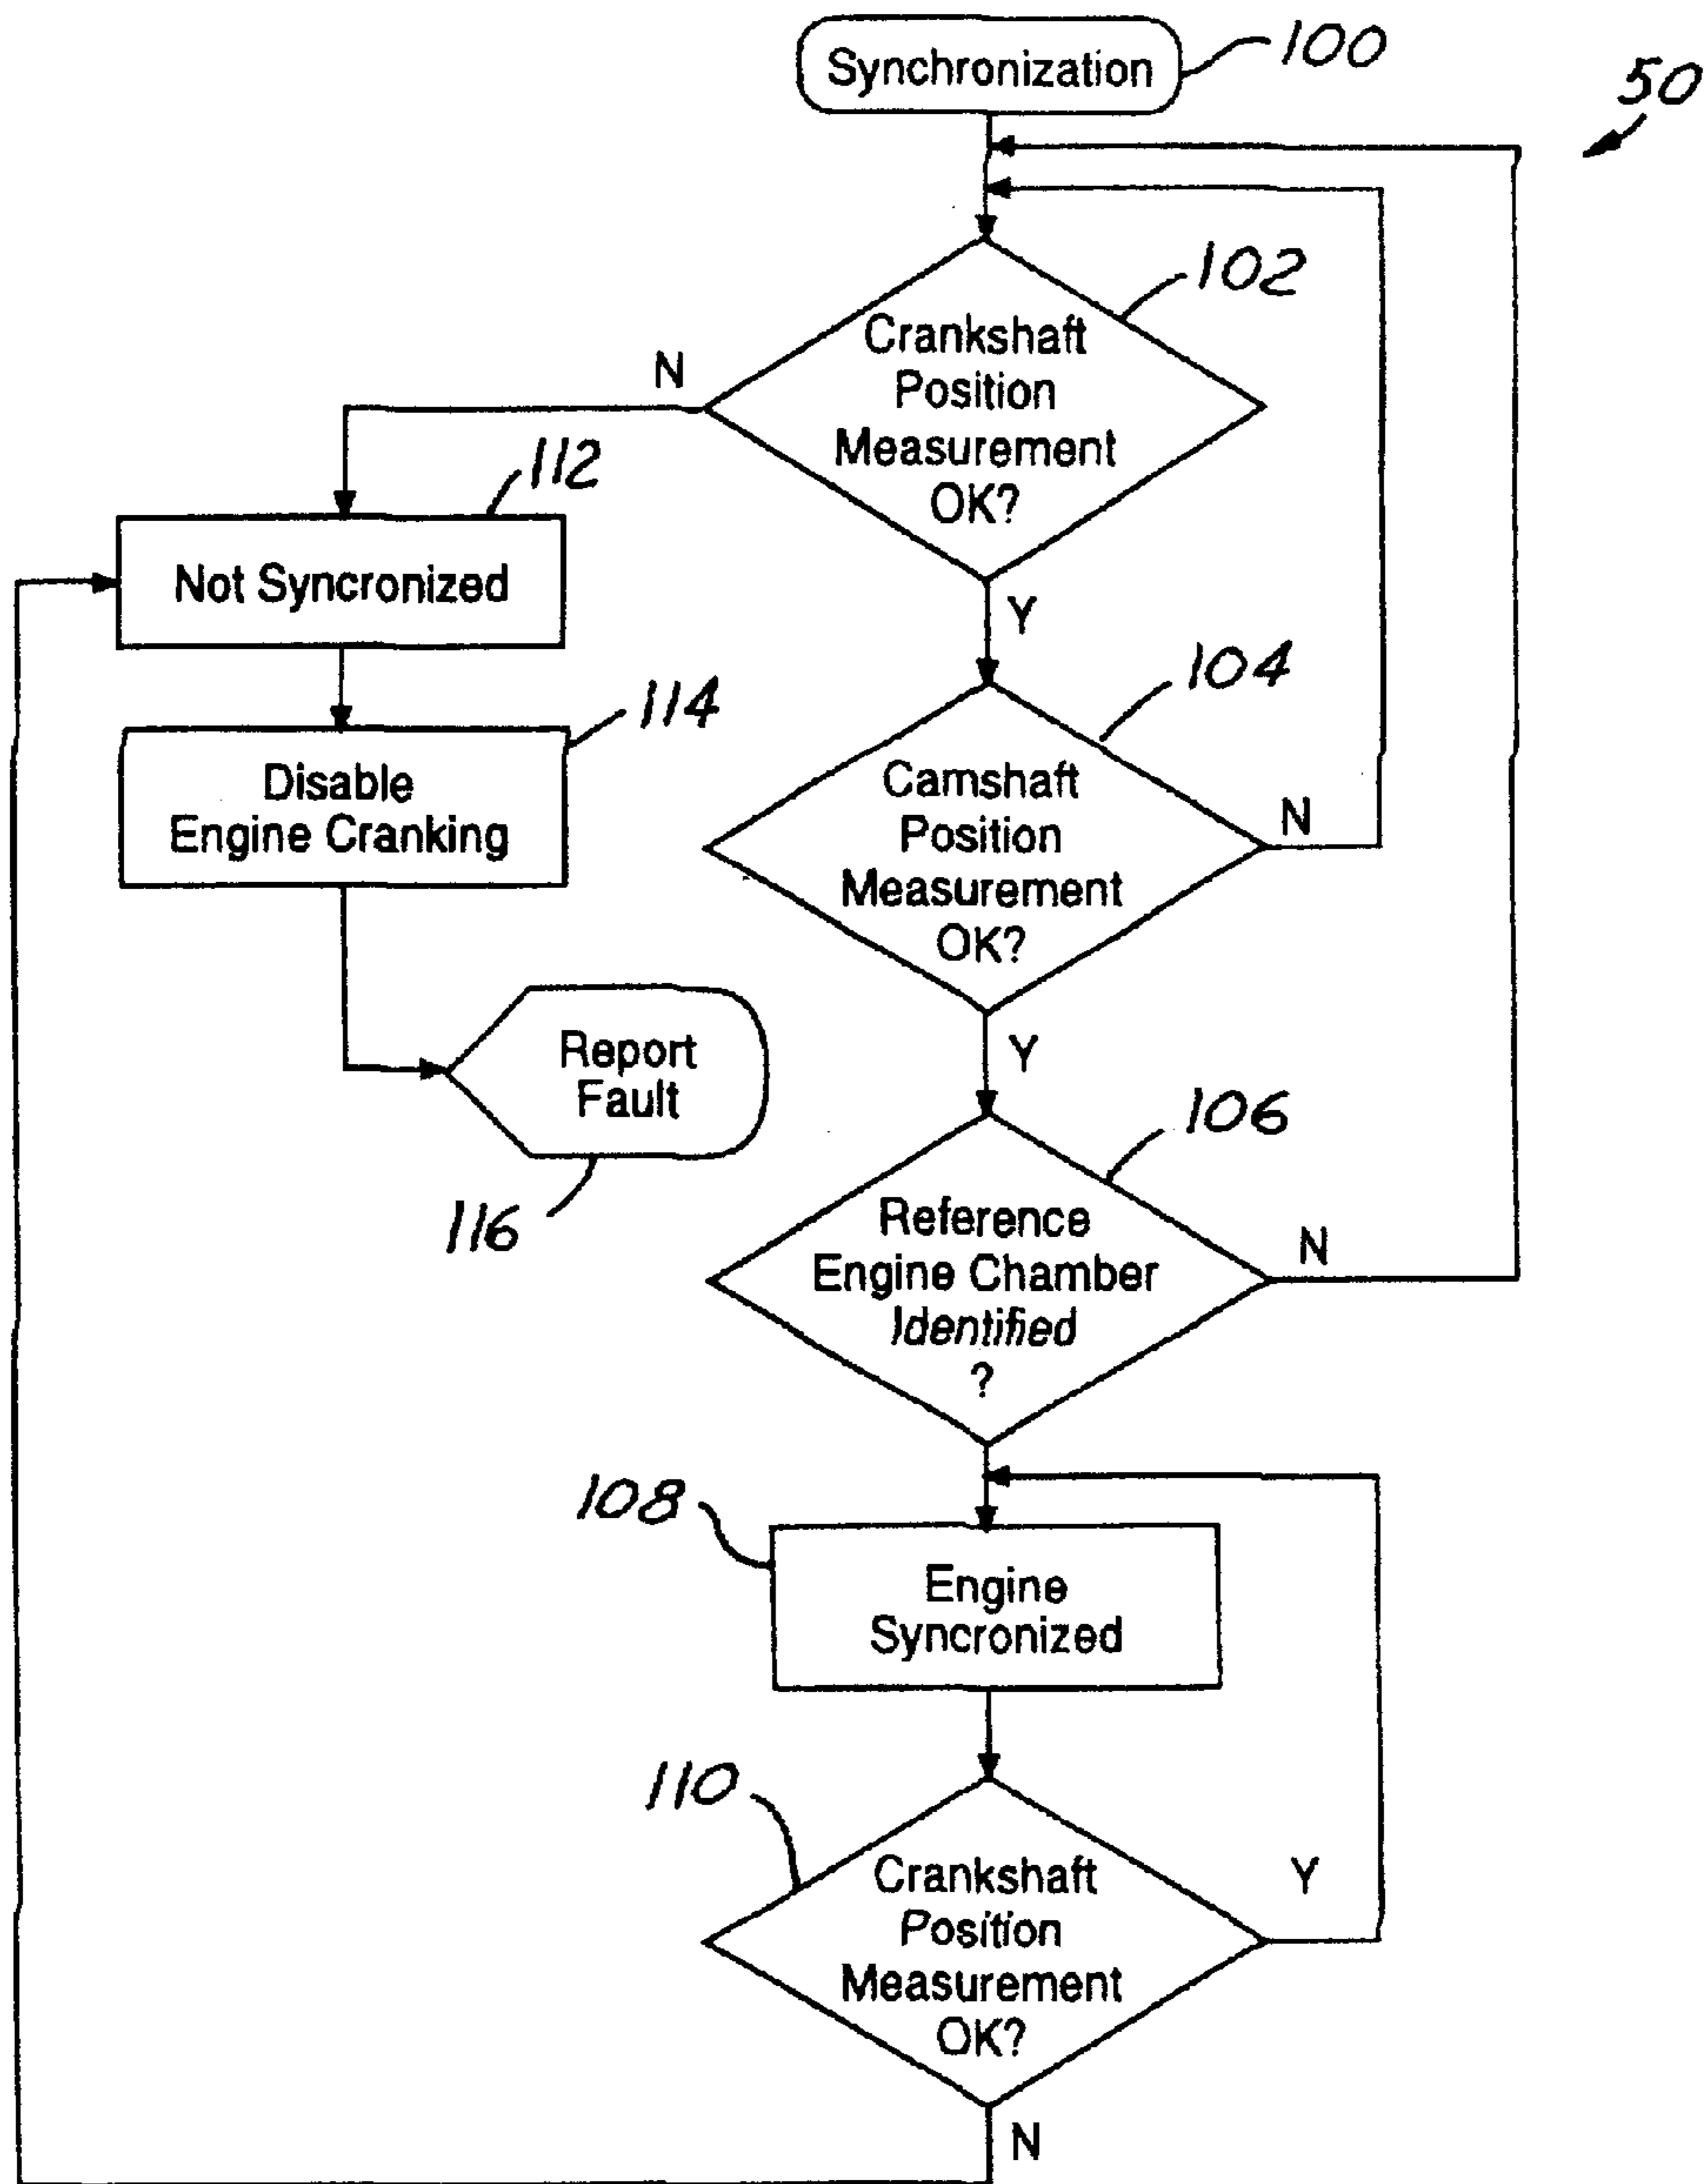 Synchronization
100
50
102
Crankshaft
Position
Measurement
OK?
N
112
Not Syncronized
Y
104
114
Disable
Engine Cranking
Camshaft
Position
Measurement
OK?
N
Y
Report
Fault
116
106
Reference
Engine Chamber
Identified
?
N
108
Engine
Syncronized
110
Crankshaft
Position
Measurement
OK?
Y
N